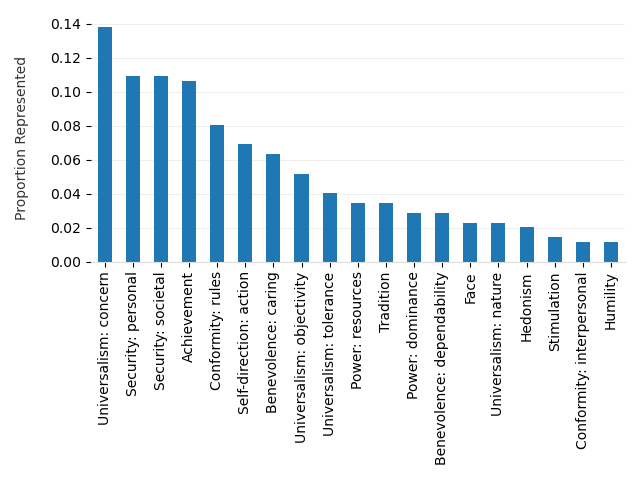 Proportion Represented
0.14
0.12
0.10
0.08
0.06
0.04
0.02
0.00
Universalism: concern
Security: personal
Security: societal
Achievement
Conformity: rules
Self-direction: action
Benevolence: caring
Universalism: objectivity
Universalism: tolerance
Power: resources
Tradition
Power: dominance
Benevolence: dependability
Face
Universalism: nature
Hedonism
Stimulation
Conformity: interpersonal
Humility